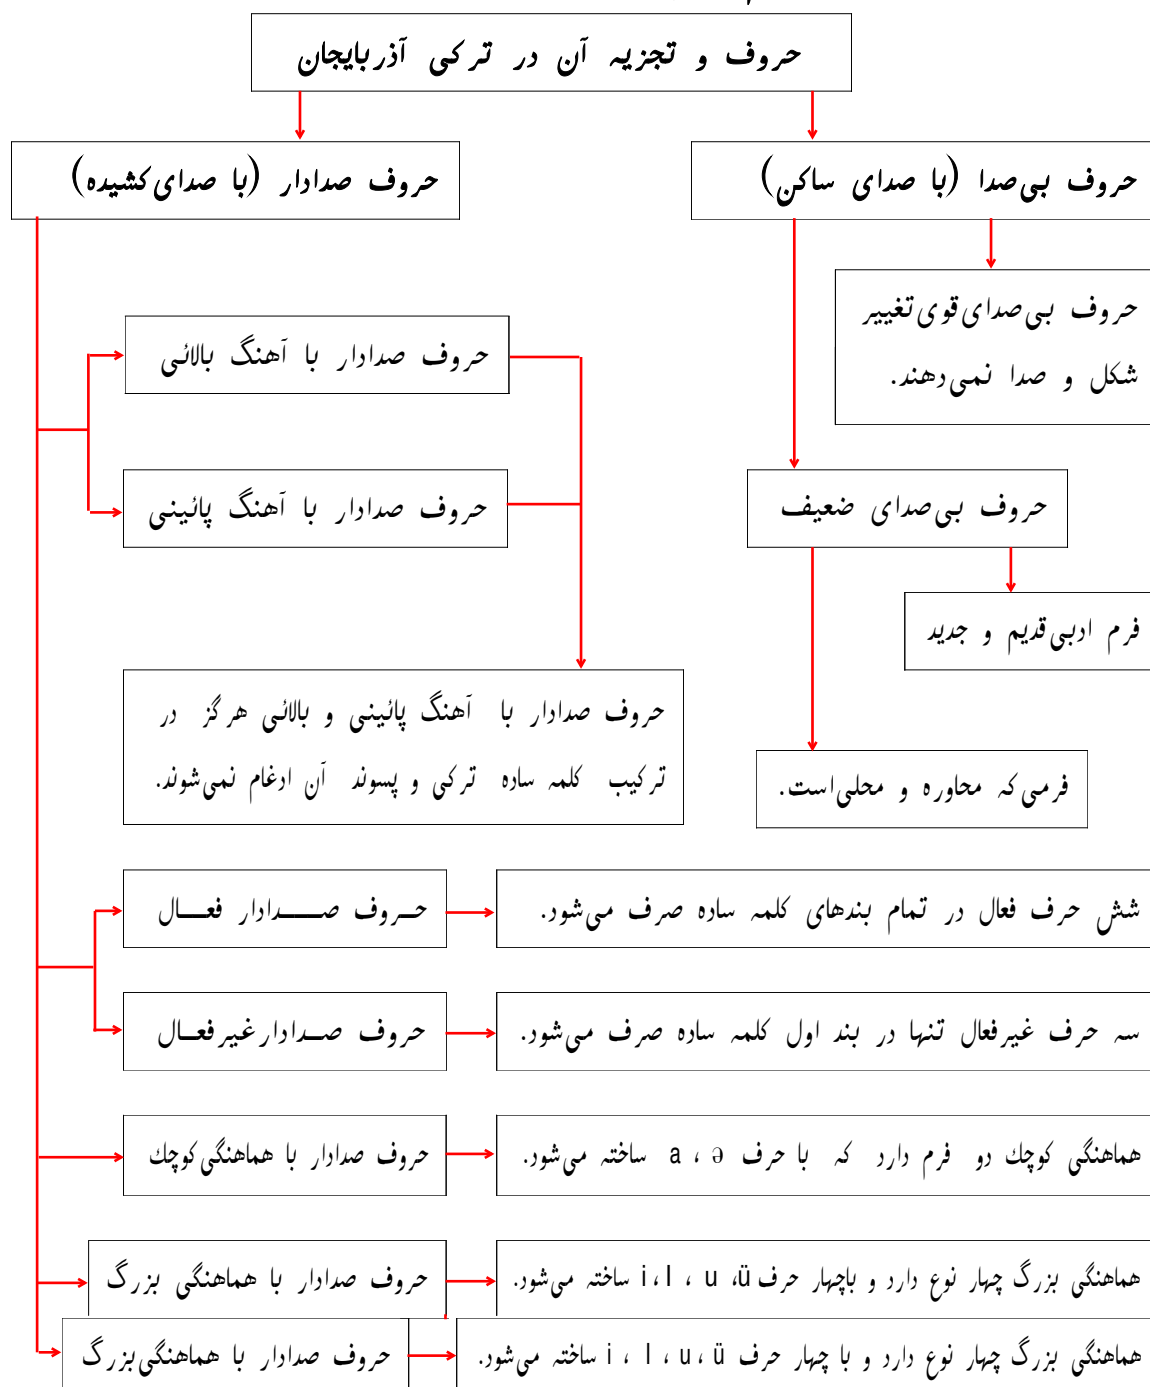 حروف و تجزیه آن در ترکی آذربایجان
حروف بی‌صدا (با صدای ساکن)
حروف صدادار (با صدای کشیده)
حروف بی‌صدای قوی تغییر
شکل و صدا نمی‌دهند.
حروف صدادار با آهنگ بالائی
حروف بی‌صدای ضعیف
حروف صدادار با آهنگ پائینی
فرم ادبی قدیم و جدید
حروف صدادار با آهنگ پائینی و بالائی هرگز در
ترکیب کلمه ساده ترکی و پسوند آن ادغام نمی‌شوند.
فرمی که محاوره و محلی است.
حـروف صـــدادار فعـــال
شش حرف فعال در تمام بندهای کلمه ساده صرف می‌شود.
حروف صـدادار غیرفعـال
سه حرف غیرفعال تنها در بند اول کلمه ساده صرف می‌شود.
حروف صدادار با هماهنگی کوچك
هماهنگی کوچك دو فرم دارد که با حرف a ، ə ساخته می‌شود.
حروف صدادار با هماهنگی بزرگ
هماهنگی بزرگ چهار نوع دارد و باچهار حرف i، I ، u ،ü ساخته می‌شود.
حروف صدادار با هماهنگی بزرگ
هماهنگی بزرگ چهار نوع دارد و با چهار حرف i ، I ، u، ü ساخته می‌شود.